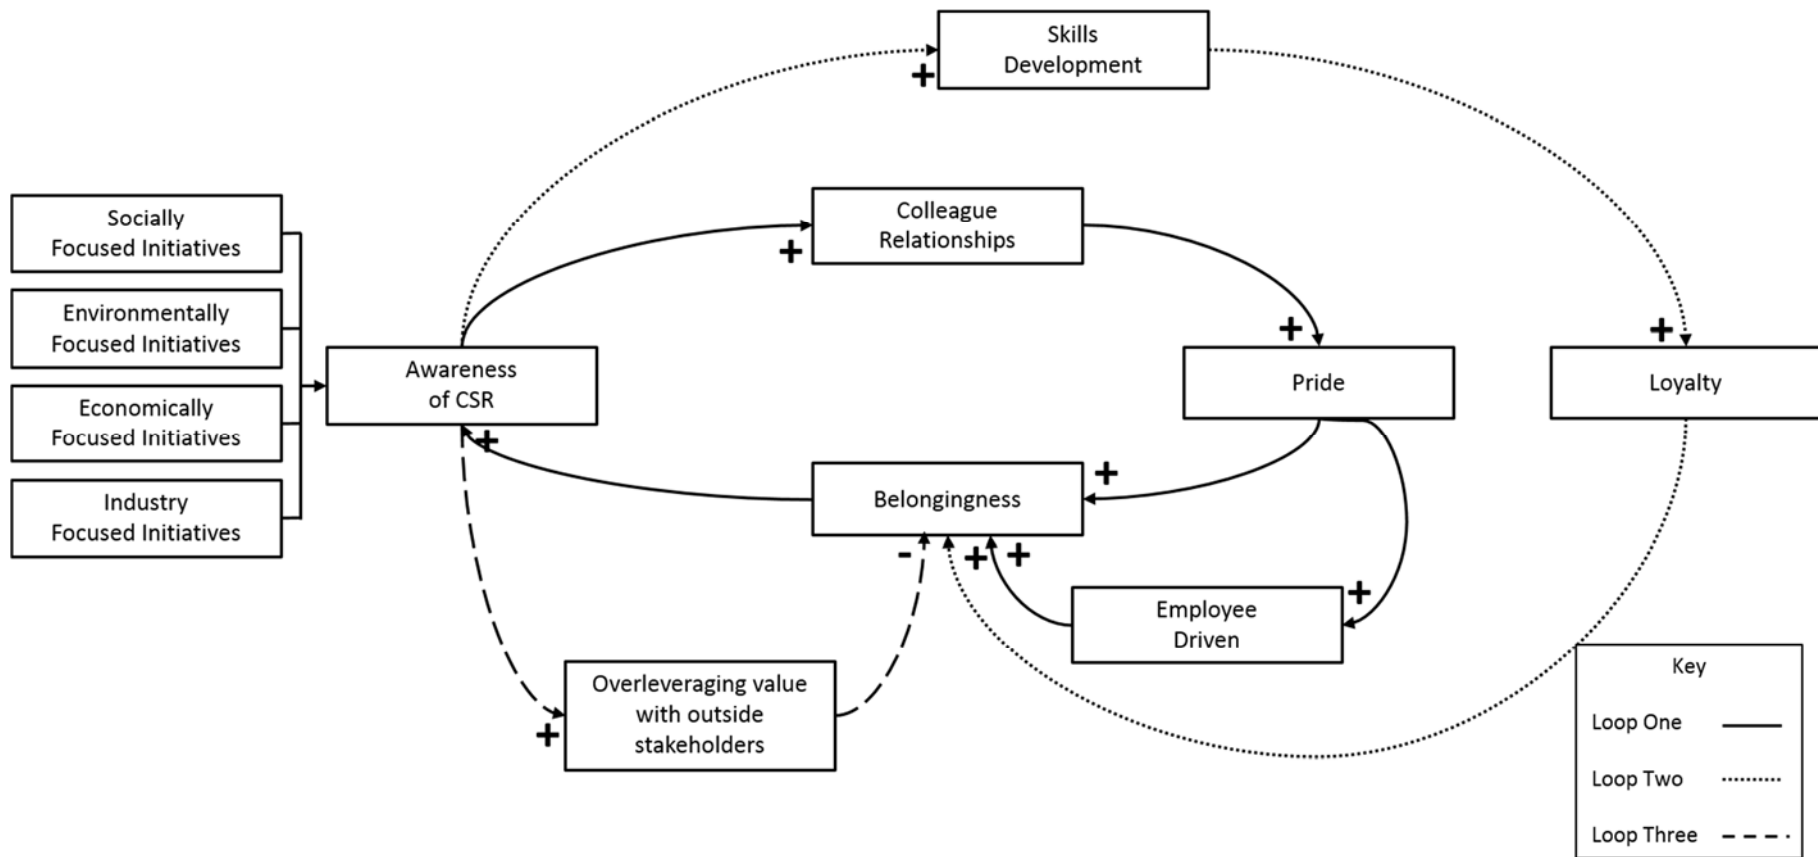 Skills
Development
+
Colleague
Relationships
+
Socially
Focused Initiatives
Environmentally
Focused Initiatives
Economically
Focused Initiatives
Industry
Focused Initiatives
Awareness
of CSR
+
Pride
+
Loyalty
+
Belongingness
+
-
+
+
Employee
Driven
+
Overleveraging value
with outside
stakeholders
+
Key
Loop One
Loop Two
Loop Three